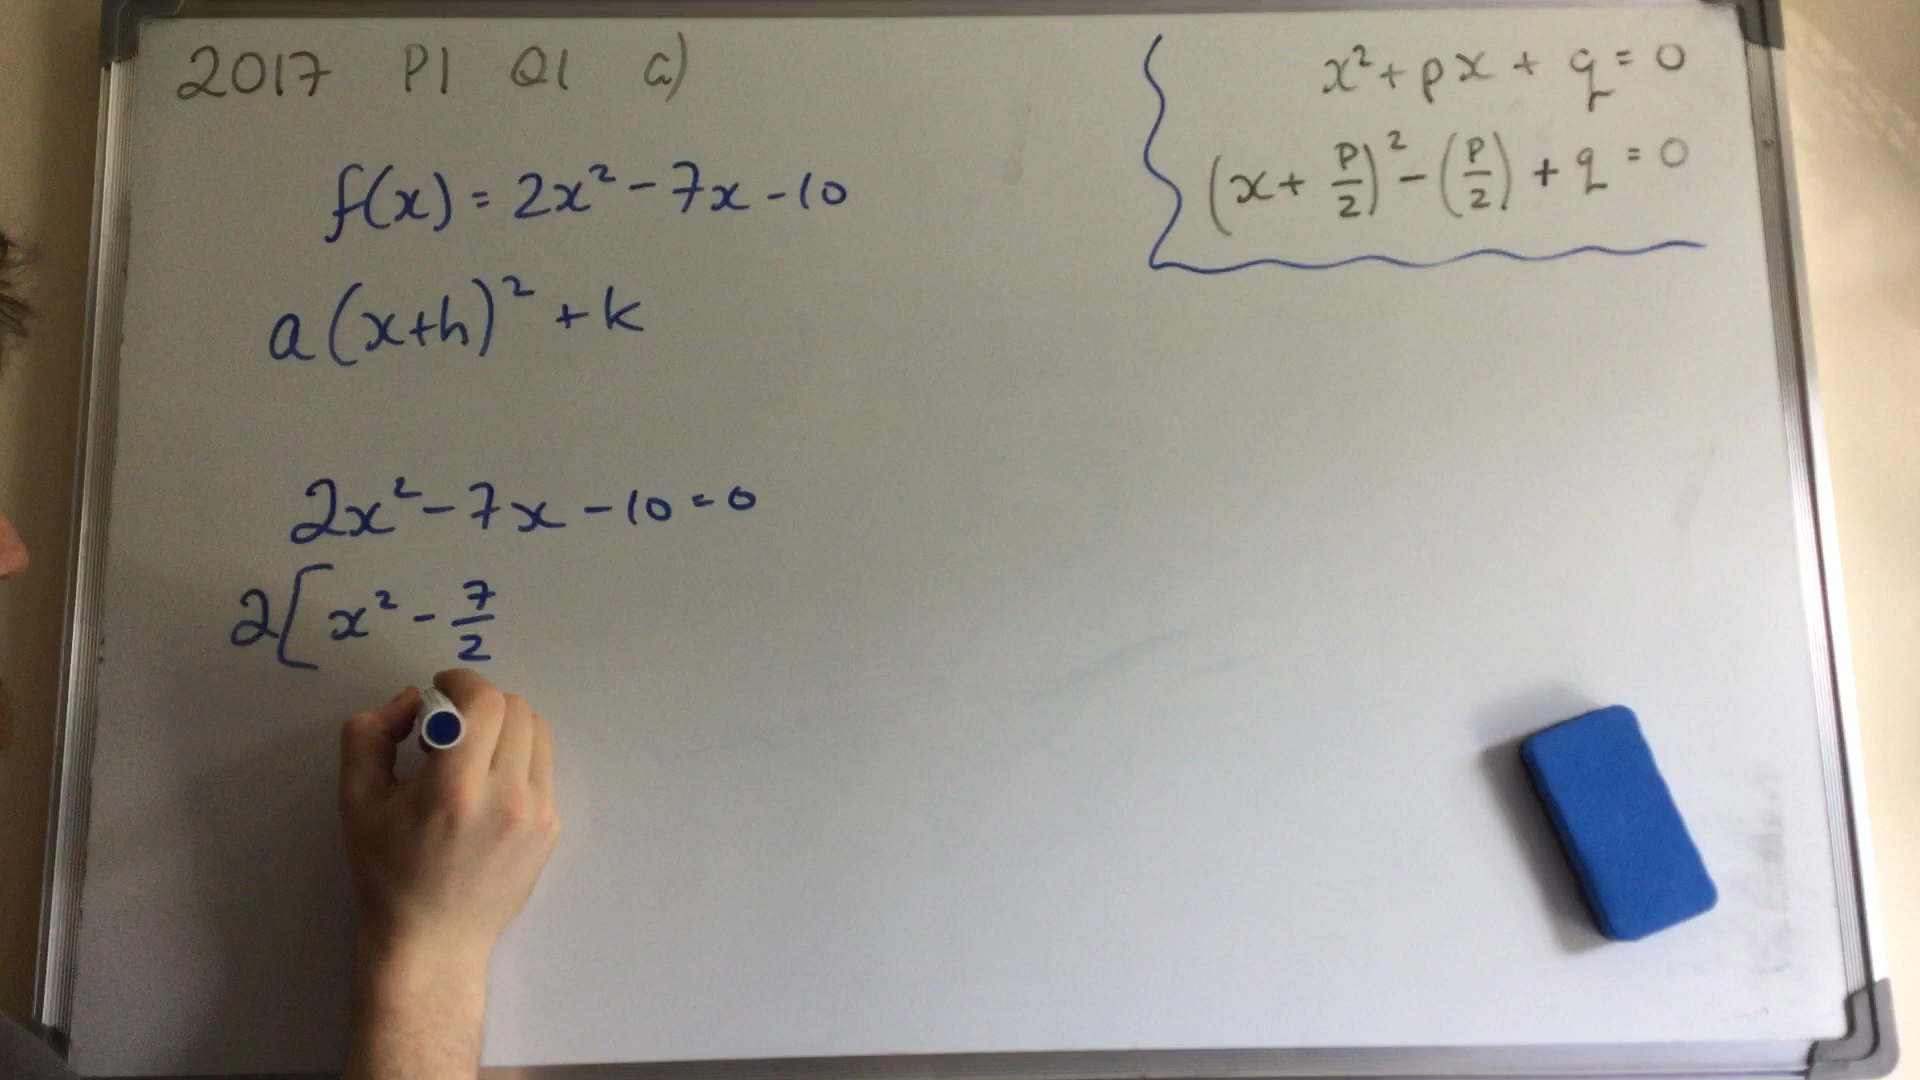 2017 P1 Q1 a)
x² + px + q = 0
(x + p/2)² - (p/2) + q = 0
f(x) = 2x² - 7x - 10
a(x+h)² + k
2x² - 7x - 10 = 0
2[x² - 7/2